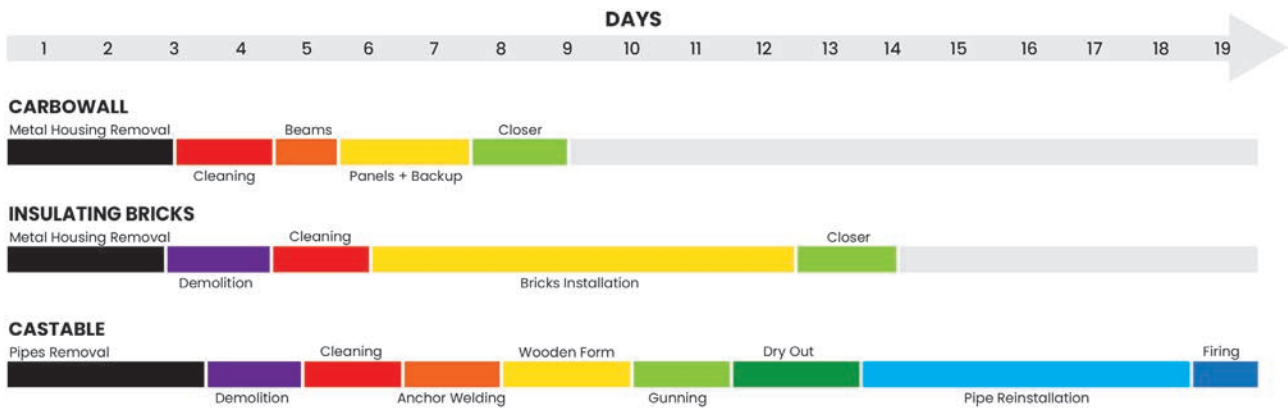 DAYS
1 2 3 4 5 6 7 8 9 10 11 12 13 14 15 16 17 18 19
CARBOWALL
Metal Housing Removal Beams Closer
Cleaning Panels + Backup
INSULATING BRICKS
Metal Housing Removal Cleaning Closer
Demolition Bricks Installation
CASTABLE
Pipes Removal Cleaning Wooden Form Dry Out Firing
Demolition Anchor Welding Gunning Pipe Reinstallation